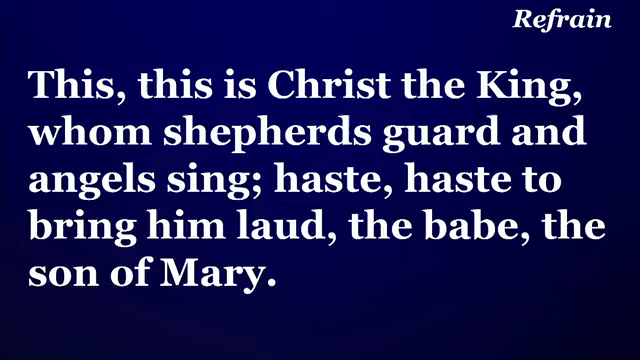 Refrain
This, this is Christ the King,
whom shepherds guard and
angels sing; haste, haste to
bring him laud, the babe, the
son of Mary.